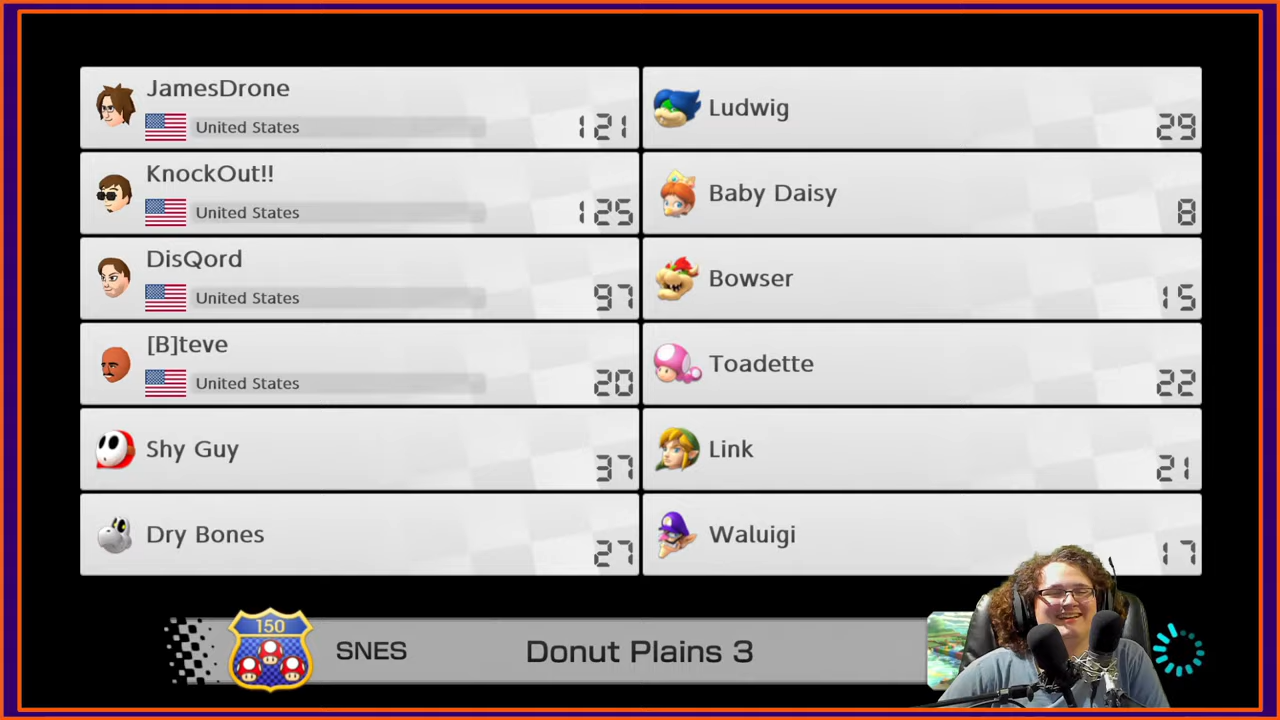 JamesDrone
United States
121
KnockOut!!
United States
125
DisQord
United States
97
[B]teve
United States
20
Shy Guy
37
Dry Bones
27
Ludwig
29
Baby Daisy
8
Bowser
15
Toadette
22
Link
21
Waluigi
17
150
SNES
Donut Plains 3